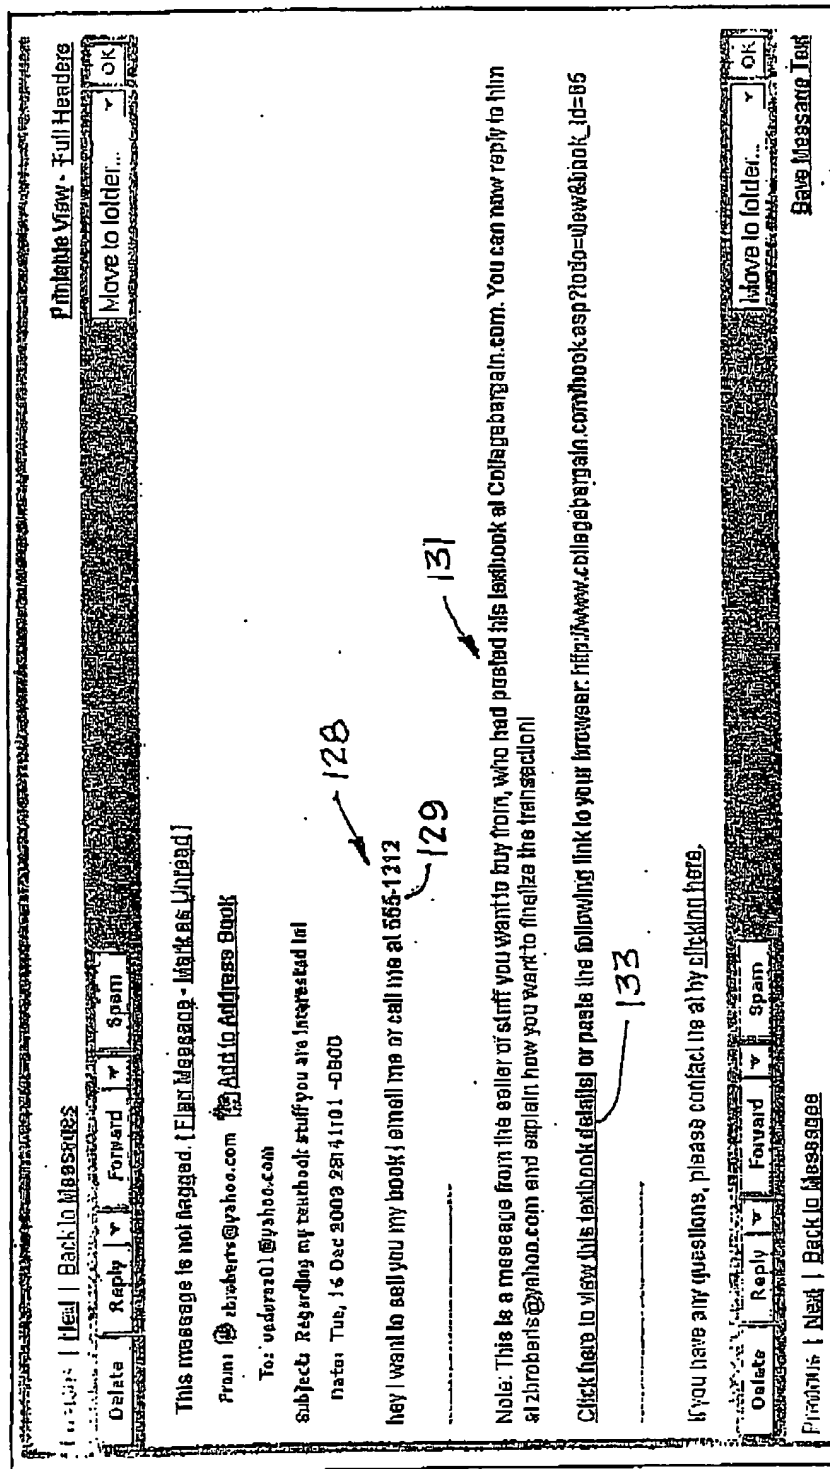 Previous | Next | Back to Messages
Printable View - Full Headers
Delete Reply Forward Spam Move to folder... OK
This message is not flagged. [ Flag Message - Mark as Unread ]
From: zbroberts@yahoo.com Add to Address Book
To: @yahoo.com
Subject: Regarding my textbook stuff you are interested in!
Date: Tue, 16 Dec 2003 -0800
128
hey I want to sell you my book! email me or call me at 555-1212
129
131
Note: This is a message from the seller of stuff you want to buy from, who had posted his textbook at Collegebargain.com. You can now reply to him
at zbroberts@yahoo.com and explain how you want to finalize the transaction!
Click here to view this textbook details! or paste the following link to your browser: http://www.collegebargain.com/book.asp?todo=view&book_id=65
133
If you have any questions, please contact us at by clicking here.
Delete Reply Forward Spam Move to folder... OK
Previous | Next | Back to Messages
Save Message Text